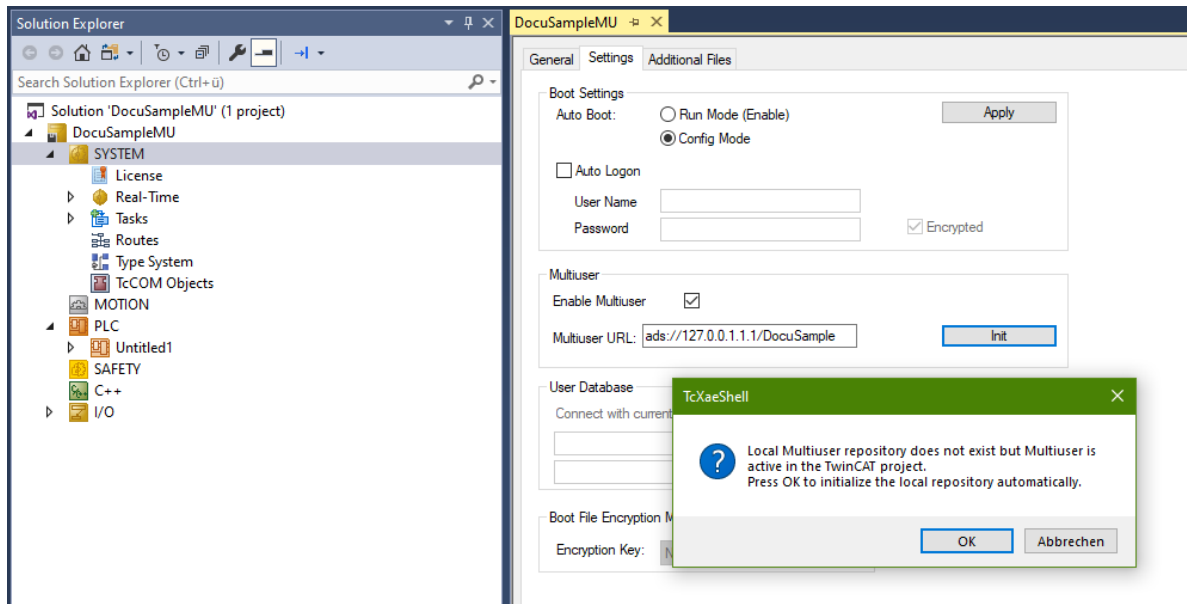 Solution Explorer
Search Solution Explorer (Ctrl+ü)
Solution 'DocuSampleMU' (1 project)
DocuSampleMU
SYSTEM
License
Real-Time
Tasks
Routes
Type System
TcCOM Objects
MOTION
PLC
Untitled1
SAFETY
C++
I/O
DocuSampleMU
General Settings Additional Files
Boot Settings
Auto Boot: Run Mode (Enable) Apply
Config Mode
Auto Logon
User Name
Password Encrypted
Multiuser
Enable Multiuser
Multiuser URL: ads://127.0.0.1.1.1/DocuSample Init
User Database
Connect with current
Boot File Encryption M
Encryption Key: N
TcXaeShell
Local Multiuser repository does not exist but Multiuser is
active in the TwinCAT project.
Press OK to initialize the local repository automatically.
OK Abbrechen